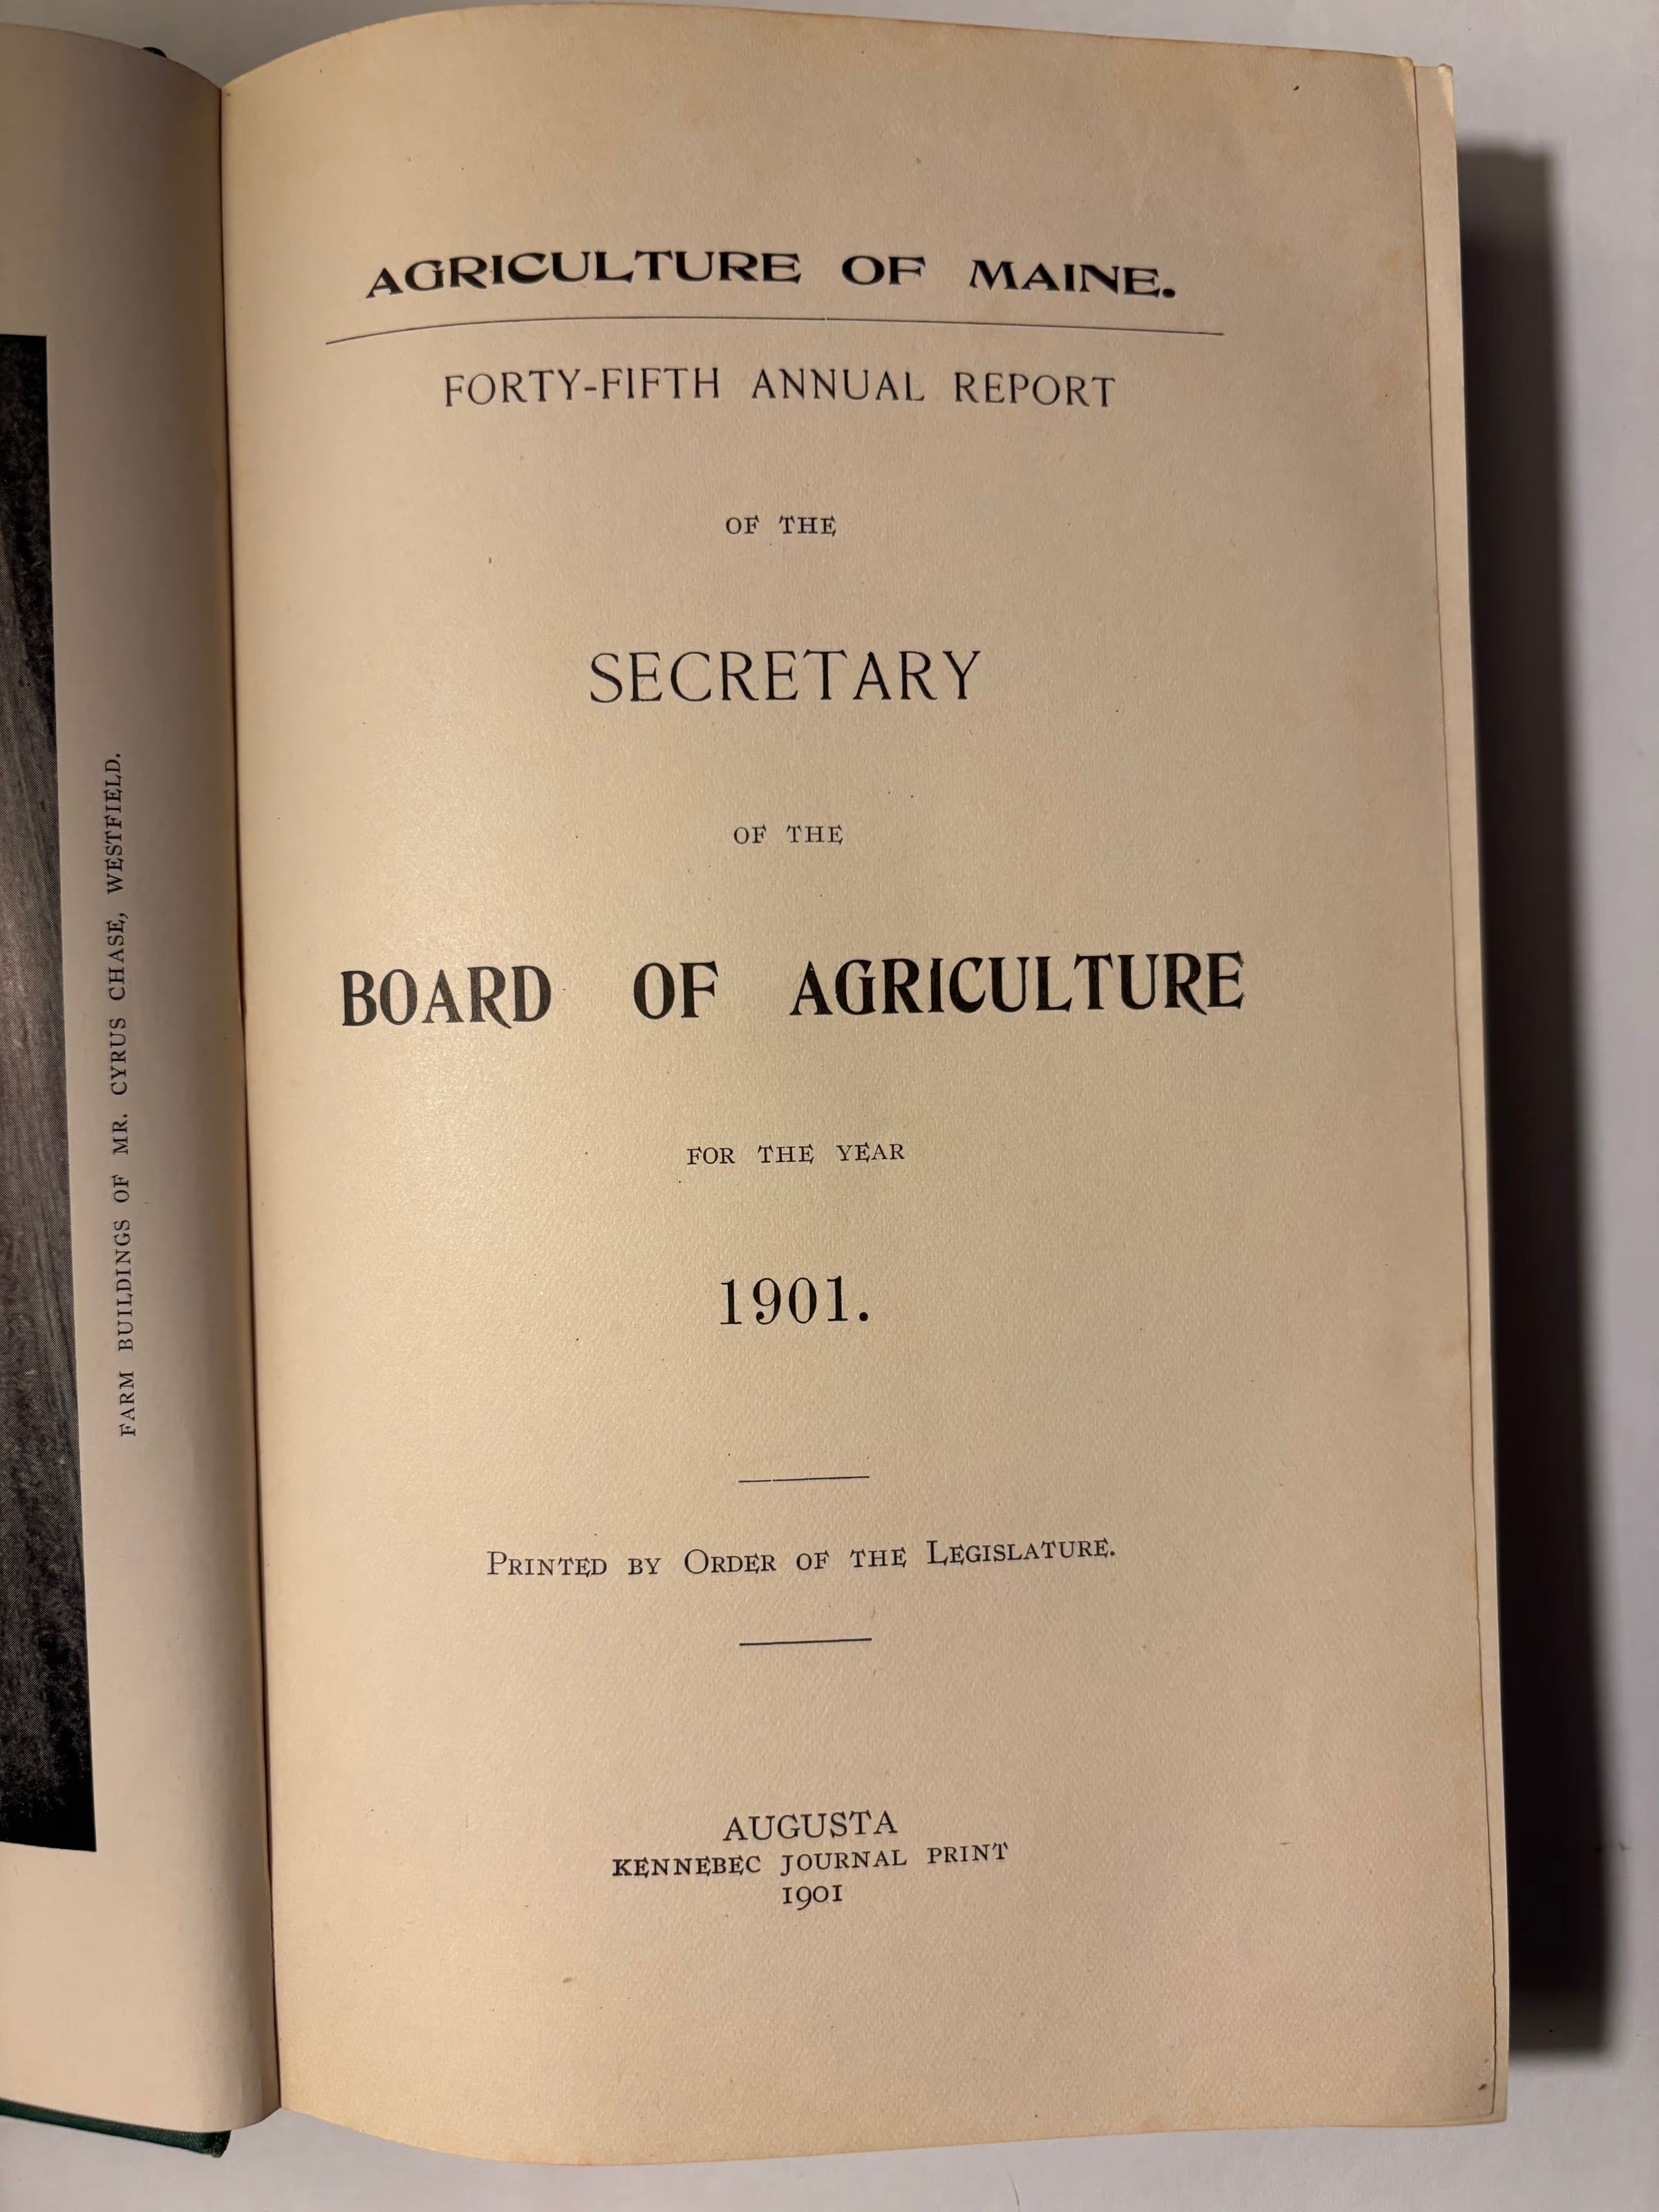 FARM BUILDINGS OF MR. CYRUS CHASE, WESTFIELD.
AGRICULTURE OF MAINE.
FORTY-FIFTH ANNUAL REPORT
OF THE
SECRETARY
OF THE
BOARD OF AGRICULTURE
FOR THE YEAR
1901.
PRINTED BY ORDER OF THE LEGISLATURE.
AUGUSTA
KENNEBEC JOURNAL PRINT
1901